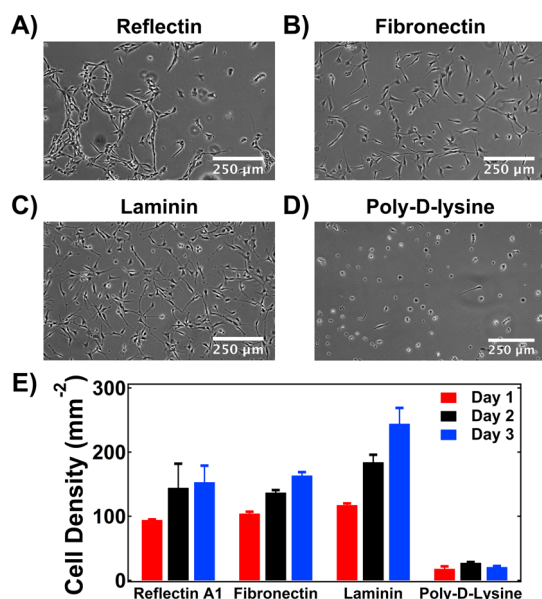 A) Reflectin
250 µm
B) Fibronectin
250 µm
C) Laminin
250 µm
D) Poly-D-lysine
250 µm
E)
Cell Density (mm⁻²)
300
200
100
0
Day 1
Day 2
Day 3
Reflectin A1 Fibronectin Laminin Poly-D-Lysine